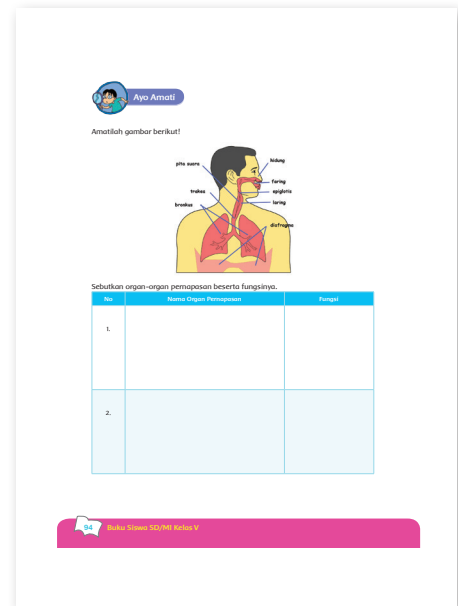 Ayo Amati
Amatilah gambar berikut!
pita suara
hidung
faring
trakea
epiglotis
bronkus
laring
diafragma
Sebutkan organ-organ pernapasan beserta fungsinya.
No Nama Organ Pernapasan Fungsi
1.
2.
94 Buku Siswa SD/MI Kelas V